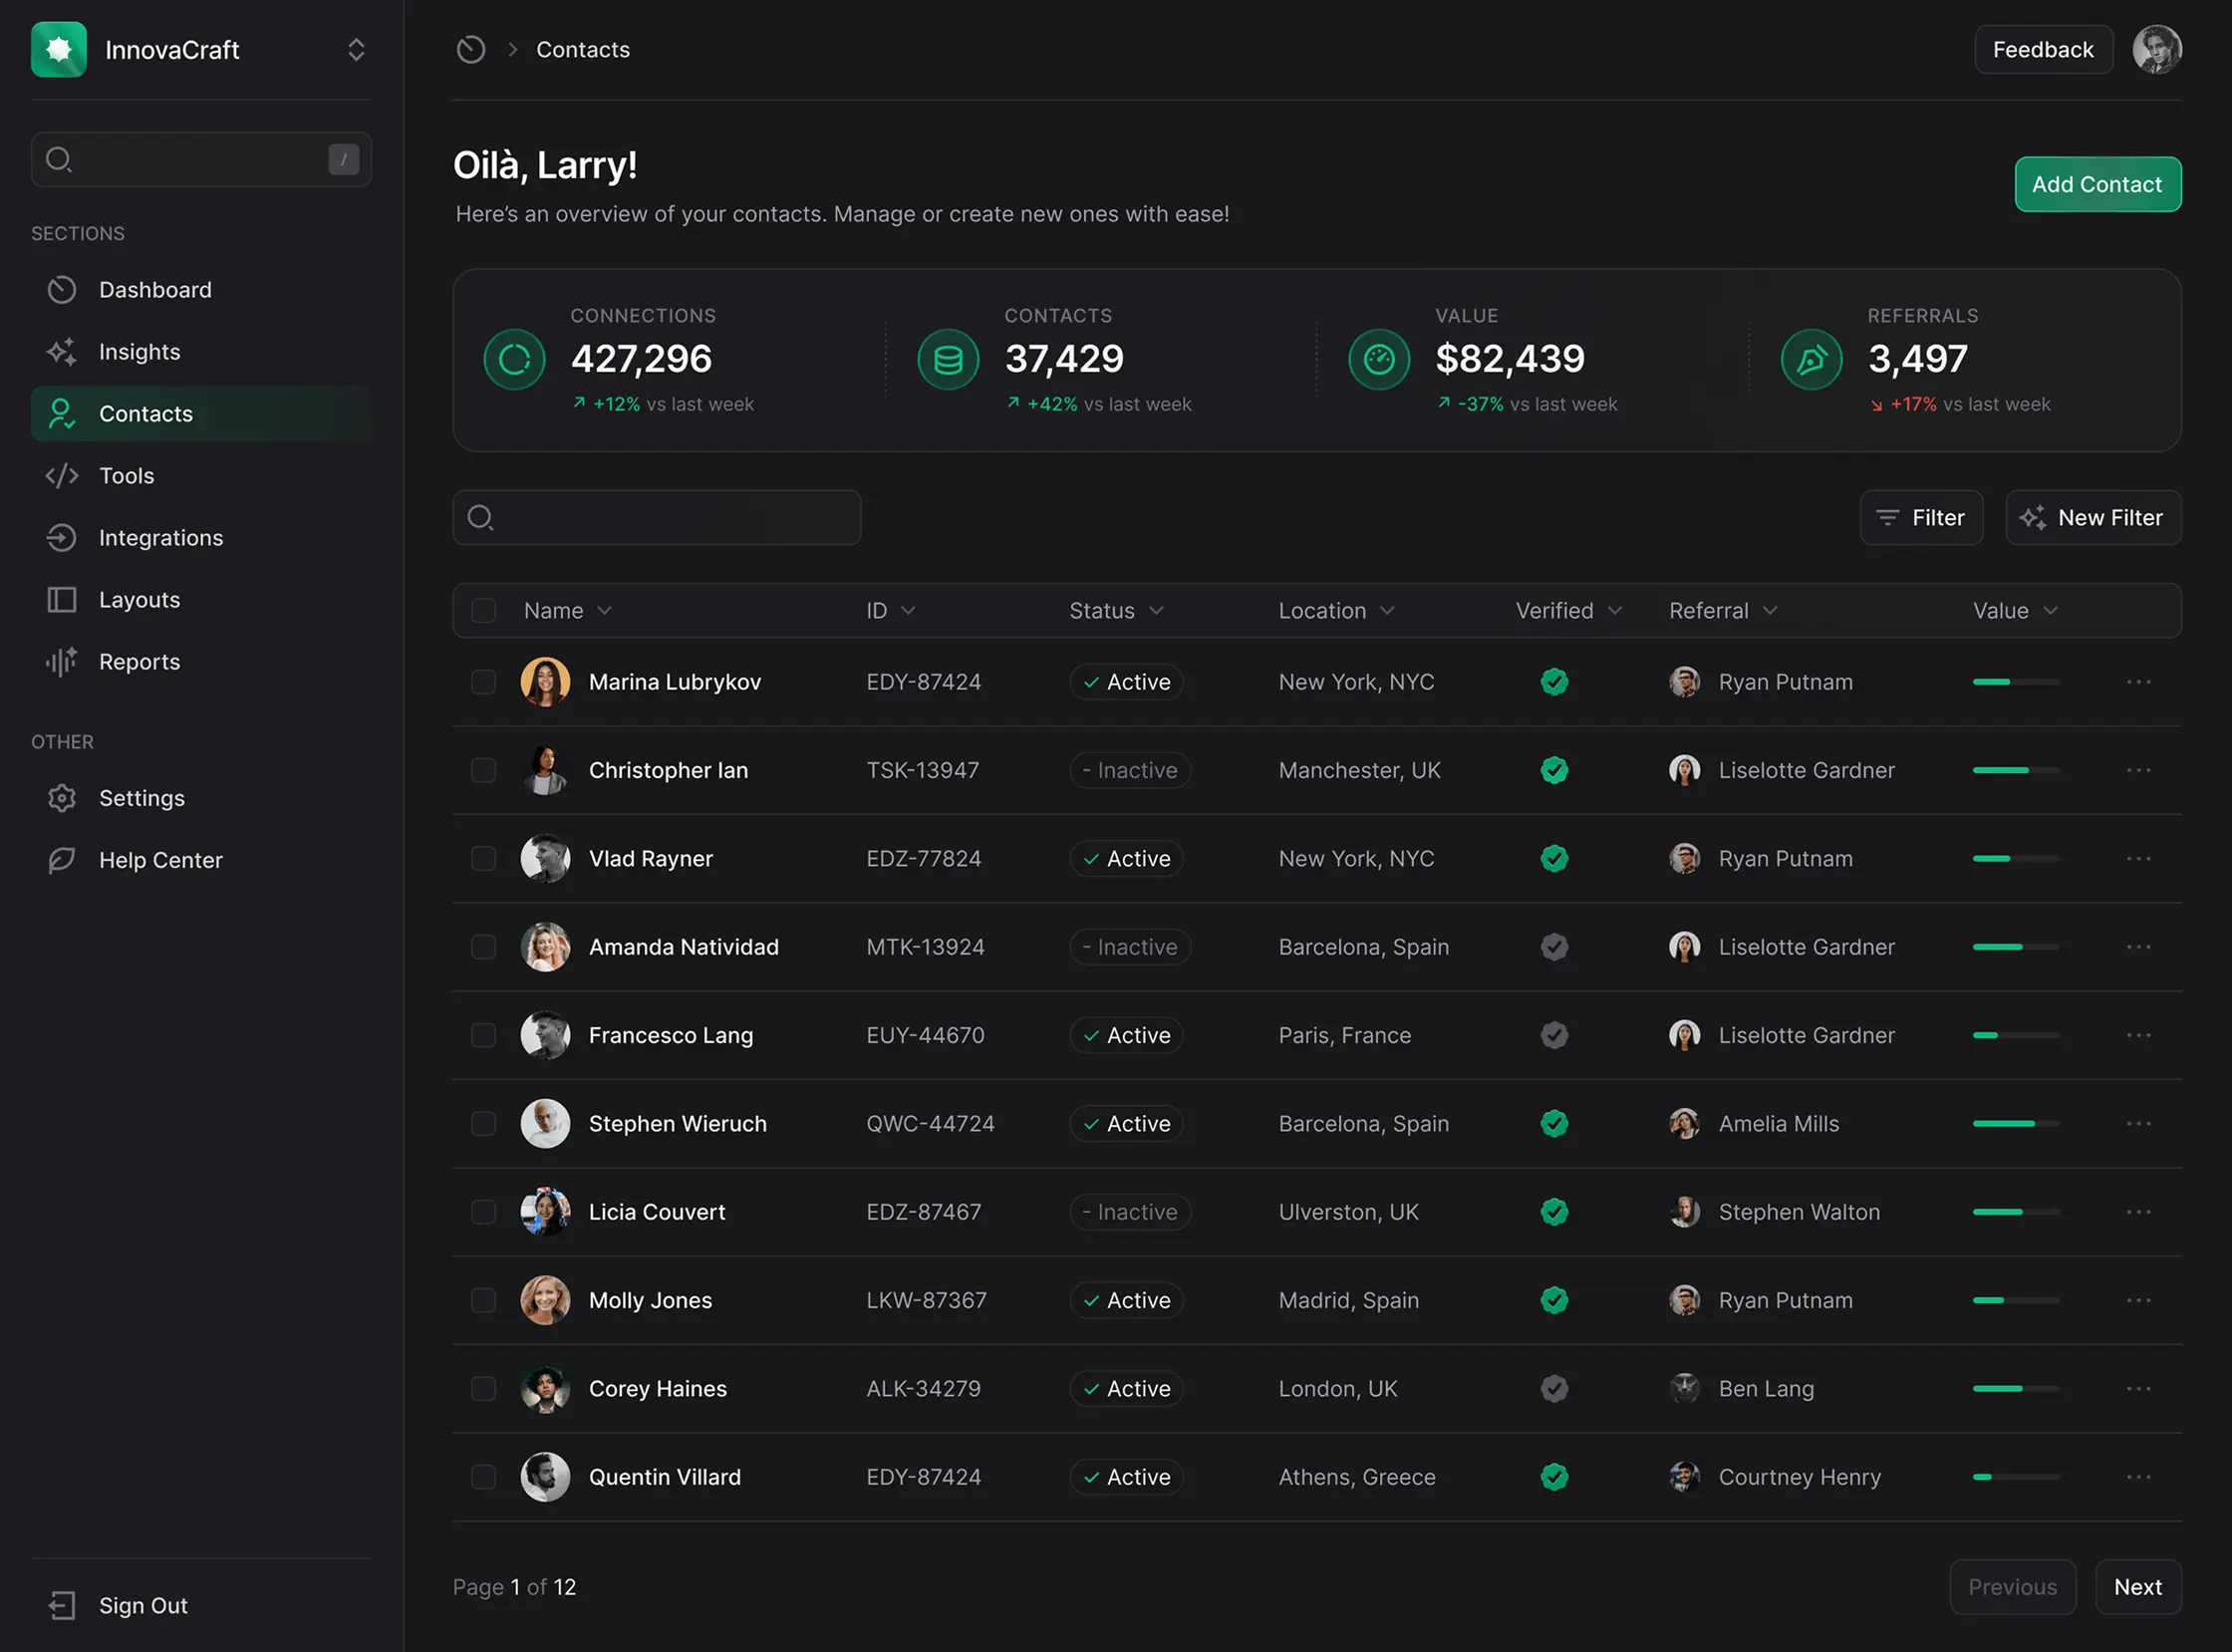 InnovaCraft
/
SECTIONS
Dashboard
Insights
Contacts
Tools
Integrations
Layouts
Reports
OTHER
Settings
Help Center
Sign Out
Contacts
Feedback
Oilà, Larry!
Here’s an overview of your contacts. Manage or create new ones with ease!
Add Contact
CONNECTIONS
427,296
+12% vs last week
CONTACTS
37,429
+42% vs last week
VALUE
$82,439
-37% vs last week
REFERRALS
3,497
+17% vs last week
Filter
New Filter
Name ID Status Location Verified Referral Value
Marina Lubrykov EDY-87424 Active New York, NYC Ryan Putnam
Christopher Ian TSK-13947 - Inactive Manchester, UK Liselotte Gardner
Vlad Rayner EDZ-77824 Active New York, NYC Ryan Putnam
Amanda Natividad MTK-13924 - Inactive Barcelona, Spain Liselotte Gardner
Francesco Lang EUY-44670 Active Paris, France Liselotte Gardner
Stephen Wieruch QWC-44724 Active Barcelona, Spain Amelia Mills
Licia Couvert EDZ-87467 - Inactive Ulverston, UK Stephen Walton
Molly Jones LKW-87367 Active Madrid, Spain Ryan Putnam
Corey Haines ALK-34279 Active London, UK Ben Lang
Quentin Villard EDY-87424 Active Athens, Greece Courtney Henry
Page 1 of 12
Previous
Next